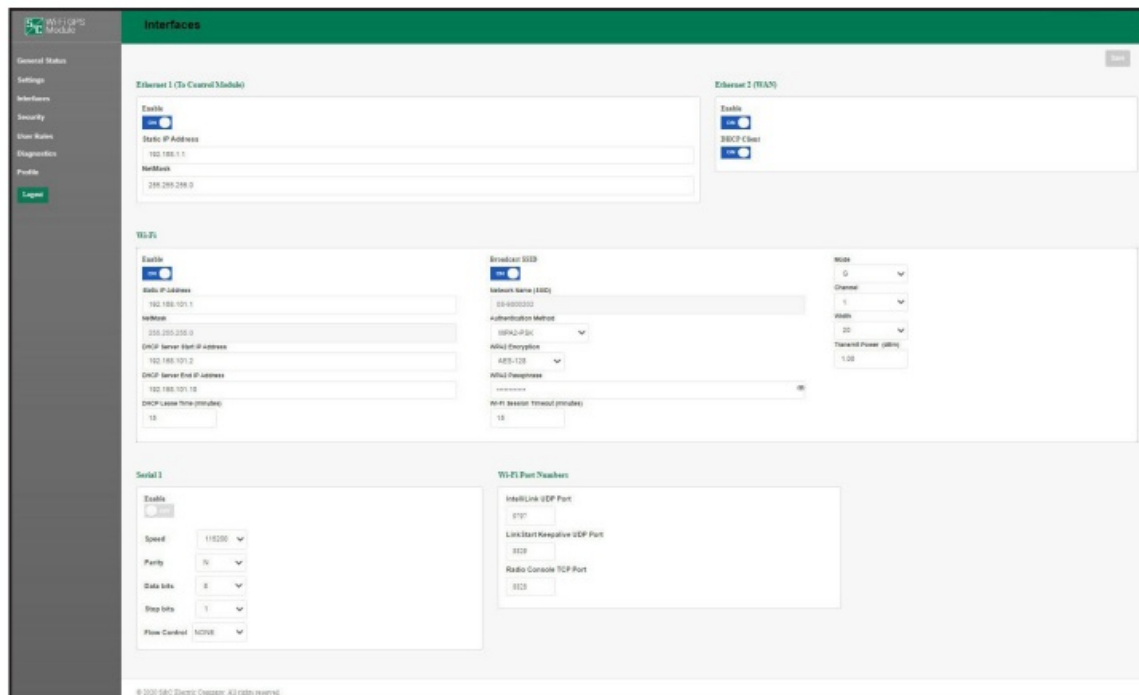 S&C Wi-Fi GPS
Module
Interfaces
General Status
Settings
Interfaces
Security
User Rules
Diagnostics
Profile
Logout
Save
Ethernet 1 (To Control Module)
Enable
ON
Static IP Address
192.168.1.1
NetMask
255.255.255.0
Ethernet 2 (WAN)
Enable
ON
DHCP Client
ON
Wi-Fi
Enable
ON
Static IP Address
192.168.101.1
NetMask
255.255.255.0
DHCP Server Start IP Address
192.168.101.2
DHCP Server End IP Address
DHCP Lease Time (minutes)
15
Broadcast SSID
ON
Network Name (SSID)
Authentication Method
WPA2-PSK
WPA2 Encryption
AES-128
WPA2 Passphrase
Wi-Fi Session Timeout (minutes)
15
Mode
G
Channel
1
Width
20
Transmit Power (dBm)
1.00
Serial 1
Enable
OFF
Speed 115200
Parity N
Data bits 8
Stop bits 1
Flow Control NONE
Wi-Fi Port Numbers
IntelliLink UDP Port
9797
LinkStart Keepalive UDP Port
Radio Console TCP Port
© 2020 S&C Electric Company. All rights reserved.